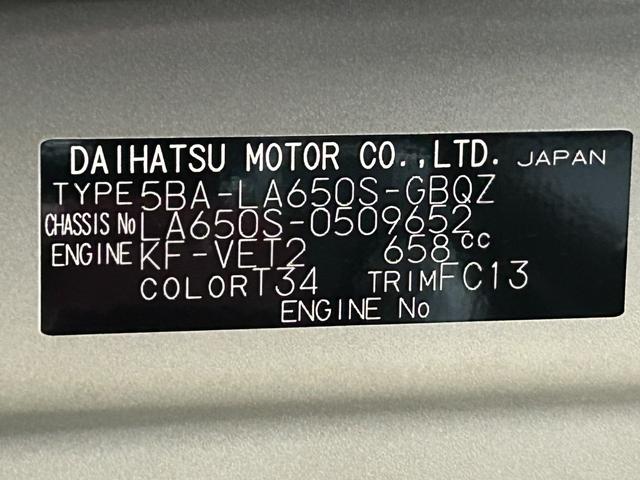 DAIHATSU MOTOR CO.,LTD. JAPAN
TYPE 5BA-LA650S-GBQZ
CHASSIS No LA650S-0509652
ENGINE KF-VET2 658cc
COLOR T34 TRIM FC13
ENGINE No